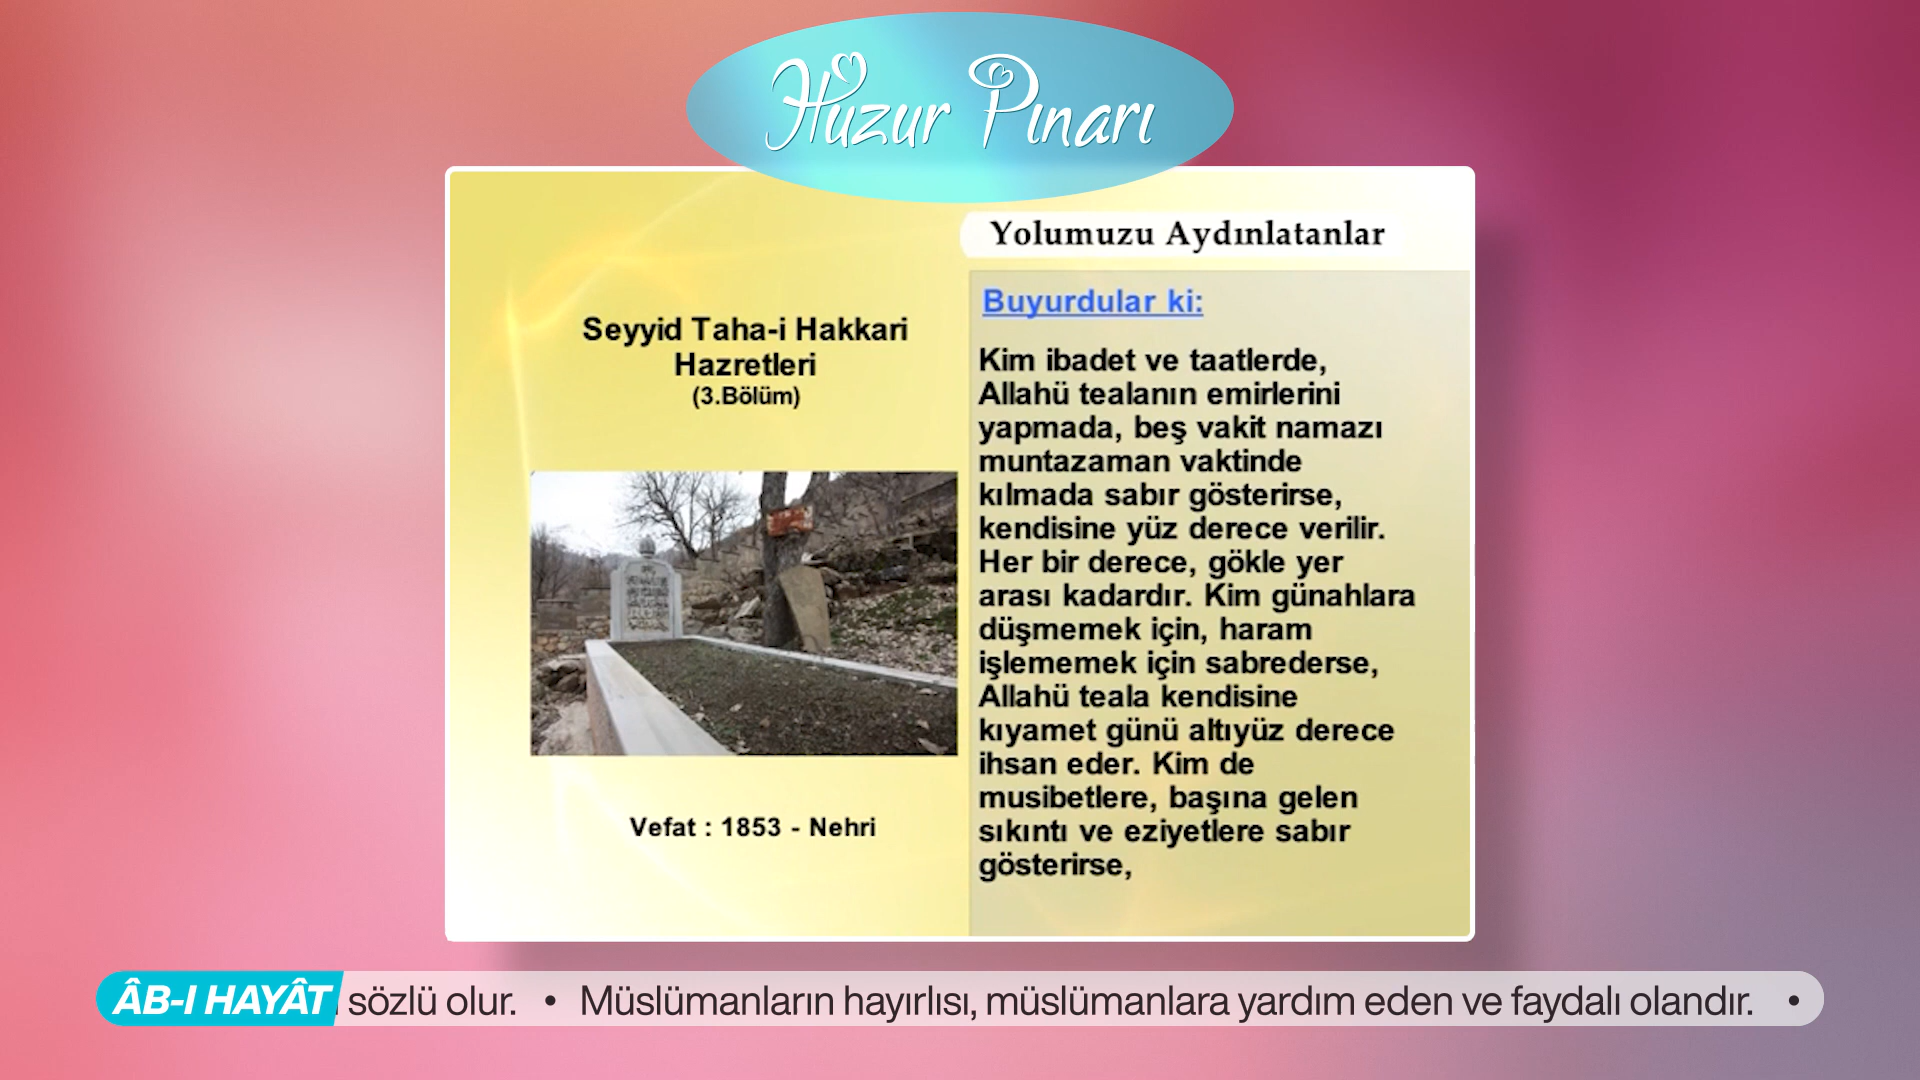 Huzur Pınarı
Yolumuzu Aydınlatanlar
Seyyid Taha-i Hakkari
Hazretleri
(3.Bölüm)
Vefat : 1853 - Nehri
Buyurdular ki:
Kim ibadet ve taatlerde,
Allahü tealanın emirlerini
yapmada, beş vakit namazı
muntazaman vaktinde
kılmada sabır gösterirse,
kendisine yüz derece verilir.
Her bir derece, gökle yer
arası kadardır. Kim günahlara
düşmemek için, haram
işlememek için sabrederse,
Allahü teala kendisine
kıyamet günü altıyüz derece
ihsan eder. Kim de
musibetlere, başına gelen
sıkıntı ve eziyetlere sabır
gösterirse,
ÂB-I HAYÂT sözlü olur. • Müslümanların hayırlısı, müslümanlara yardım eden ve faydalı olandır. •